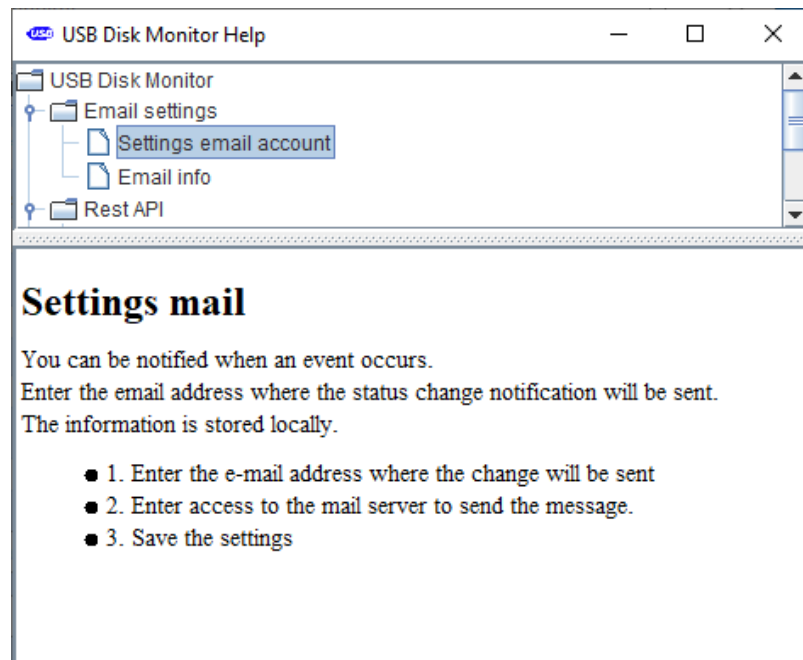 USB USB Disk Monitor Help
USB Disk Monitor
Email settings
Settings email account
Email info
Rest API
Settings mail
You can be notified when an event occurs.
Enter the email address where the status change notification will be sent.
The information is stored locally.
1. Enter the e-mail address where the change will be sent
2. Enter access to the mail server to send the message.
3. Save the settings